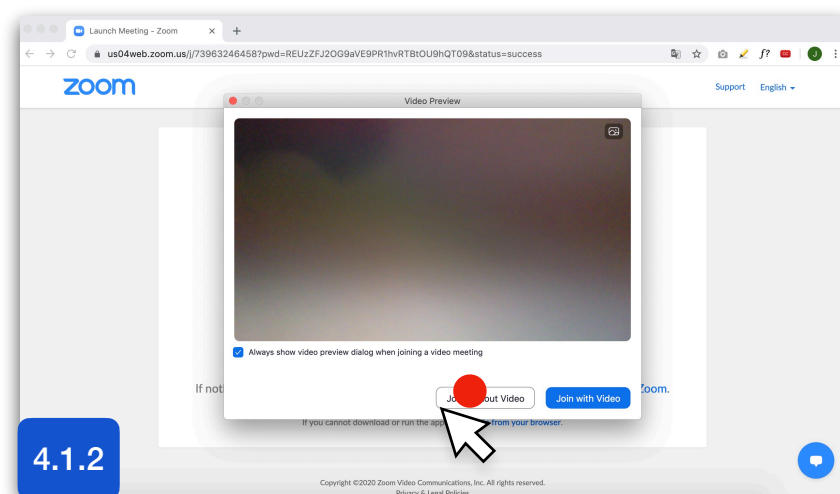 Launch Meeting - Zoom
us04web.zoom.us/j/73963246458?pwd=REUzZFJ2OG9aVE9PR1hvRTBtOU9hQT09&status=success
f?
CC
J
zoom
Support English
Video Preview
Always show video preview dialog when joining a video meeting
If not Zoom.
out Video Join with Video
If you cannot download or run the app from your browser.
4.1.2
Copyright ©2020 Zoom Video Communications, Inc. All rights reserved.
Privacy & Legal Policies